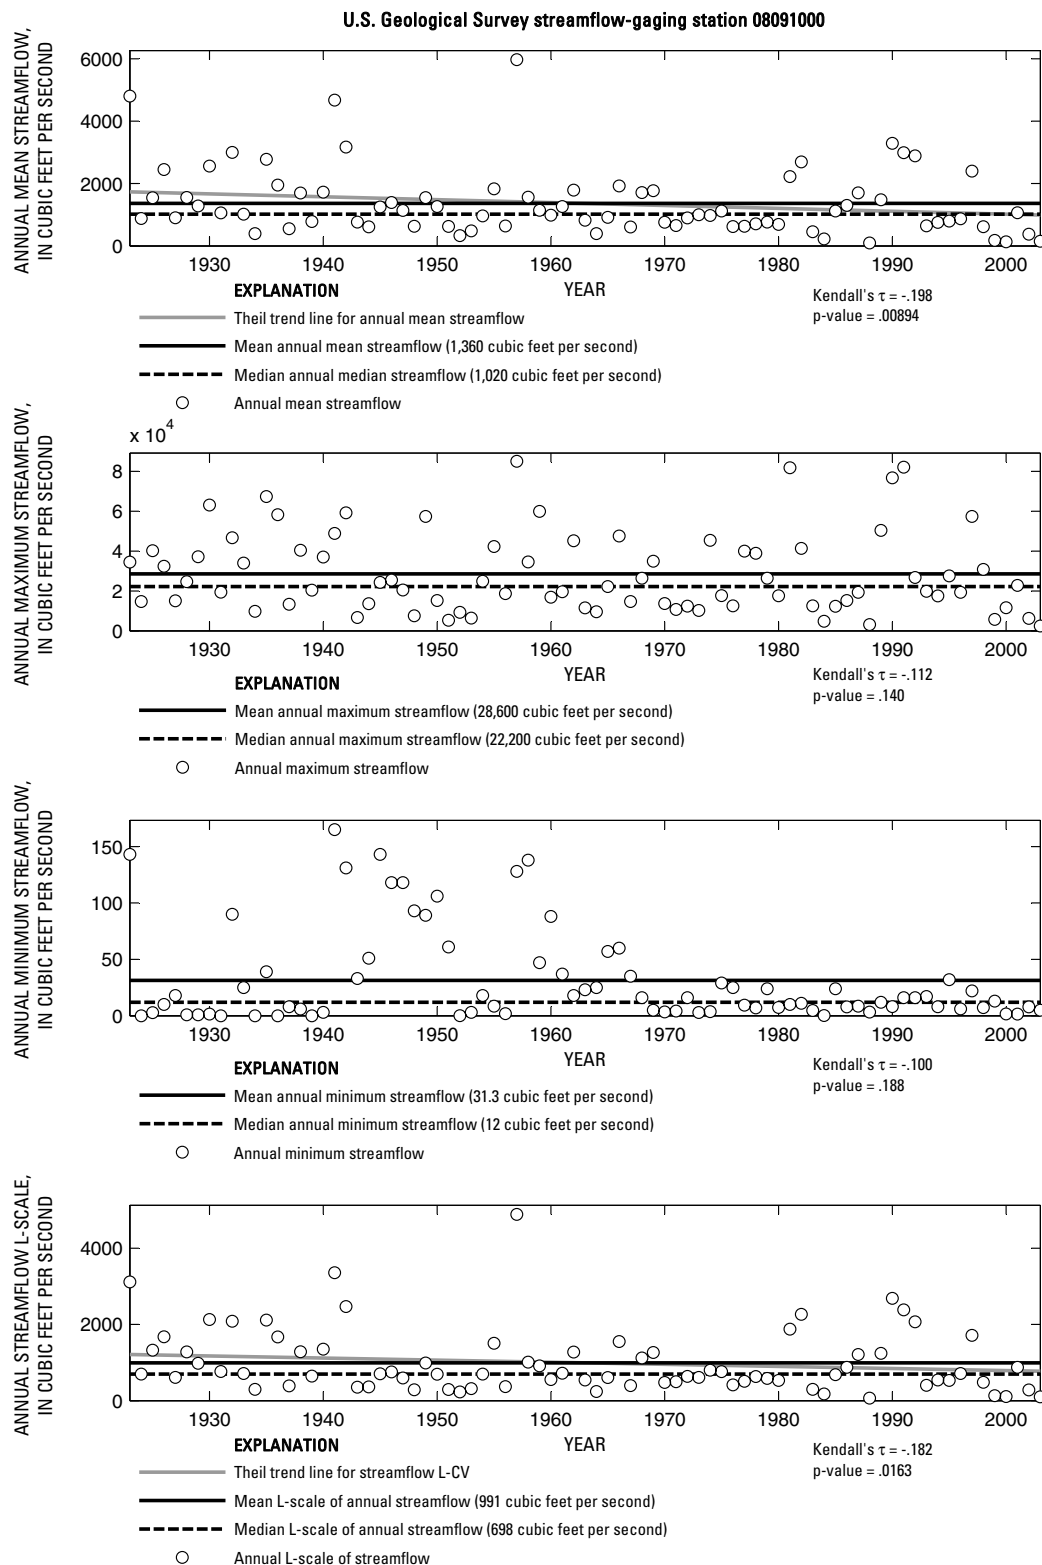 U.S. Geological Survey streamflow-gaging station 08091000
ANNUAL MEAN STREAMFLOW,
IN CUBIC FEET PER SECOND
6000
4000
2000
0
1930 1940 1950 1960 1970 1980 1990 2000
YEAR
Kendall's τ = -.198
p-value = .00894
EXPLANATION
Theil trend line for annual mean streamflow
Mean annual mean streamflow (1,360 cubic feet per second)
Median annual median streamflow (1,020 cubic feet per second)
Annual mean streamflow
ANNUAL MAXIMUM STREAMFLOW,
IN CUBIC FEET PER SECOND
x 10^4
8
6
4
2
0
1930 1940 1950 1960 1970 1980 1990 2000
YEAR
Kendall's τ = -.112
p-value = .140
EXPLANATION
Mean annual maximum streamflow (28,600 cubic feet per second)
Median annual maximum streamflow (22,200 cubic feet per second)
Annual maximum streamflow
ANNUAL MINIMUM STREAMFLOW,
IN CUBIC FEET PER SECOND
150
100
50
0
1930 1940 1950 1960 1970 1980 1990 2000
YEAR
Kendall's τ = -.100
p-value = .188
EXPLANATION
Mean annual minimum streamflow (31.3 cubic feet per second)
Median annual minimum streamflow (12 cubic feet per second)
Annual minimum streamflow
ANNUAL STREAMFLOW L-SCALE,
IN CUBIC FEET PER SECOND
4000
2000
0
1930 1940 1950 1960 1970 1980 1990 2000
YEAR
Kendall's τ = -.182
p-value = .0163
EXPLANATION
Theil trend line for streamflow L-CV
Mean L-scale of annual streamflow (991 cubic feet per second)
Median L-scale of annual streamflow (698 cubic feet per second)
Annual L-scale of streamflow